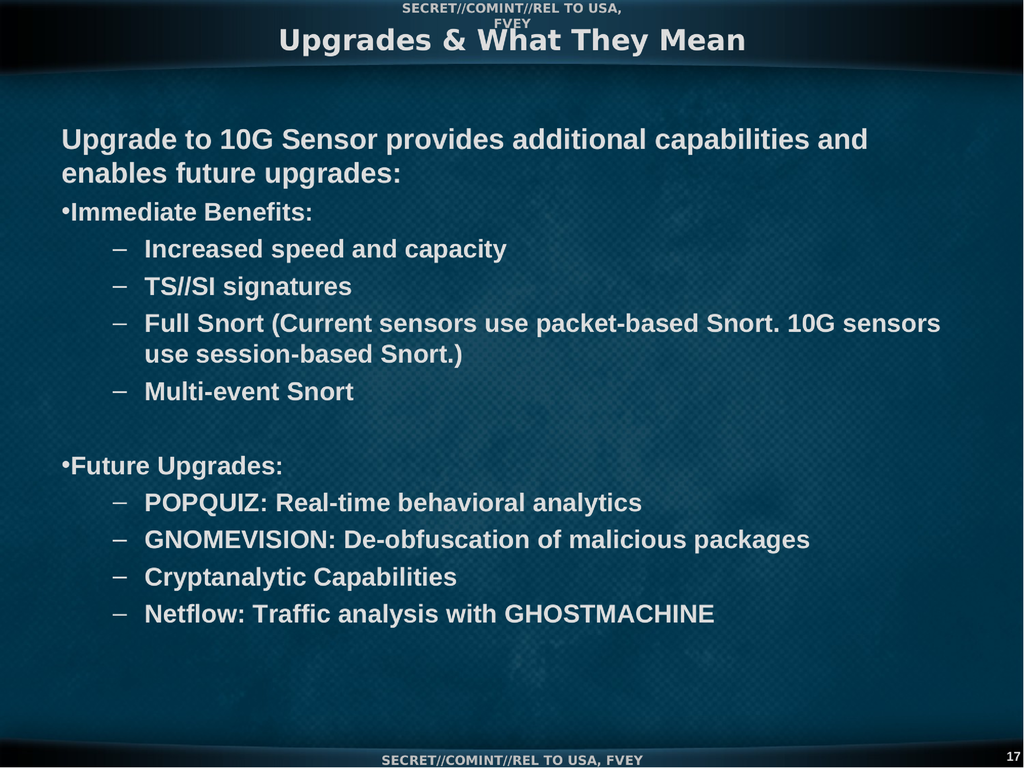 SECRET//COMINT//REL TO USA,
FVEY
Upgrades & What They Mean
Upgrade to 10G Sensor provides additional capabilities and
enables future upgrades:
•Immediate Benefits:
– Increased speed and capacity
– TS//SI signatures
– Full Snort (Current sensors use packet-based Snort. 10G sensors
use session-based Snort.)
– Multi-event Snort
•Future Upgrades:
– POPQUIZ: Real-time behavioral analytics
– GNOMEVISION: De-obfuscation of malicious packages
– Cryptanalytic Capabilities
– Netflow: Traffic analysis with GHOSTMACHINE
SECRET//COMINT//REL TO USA, FVEY
17